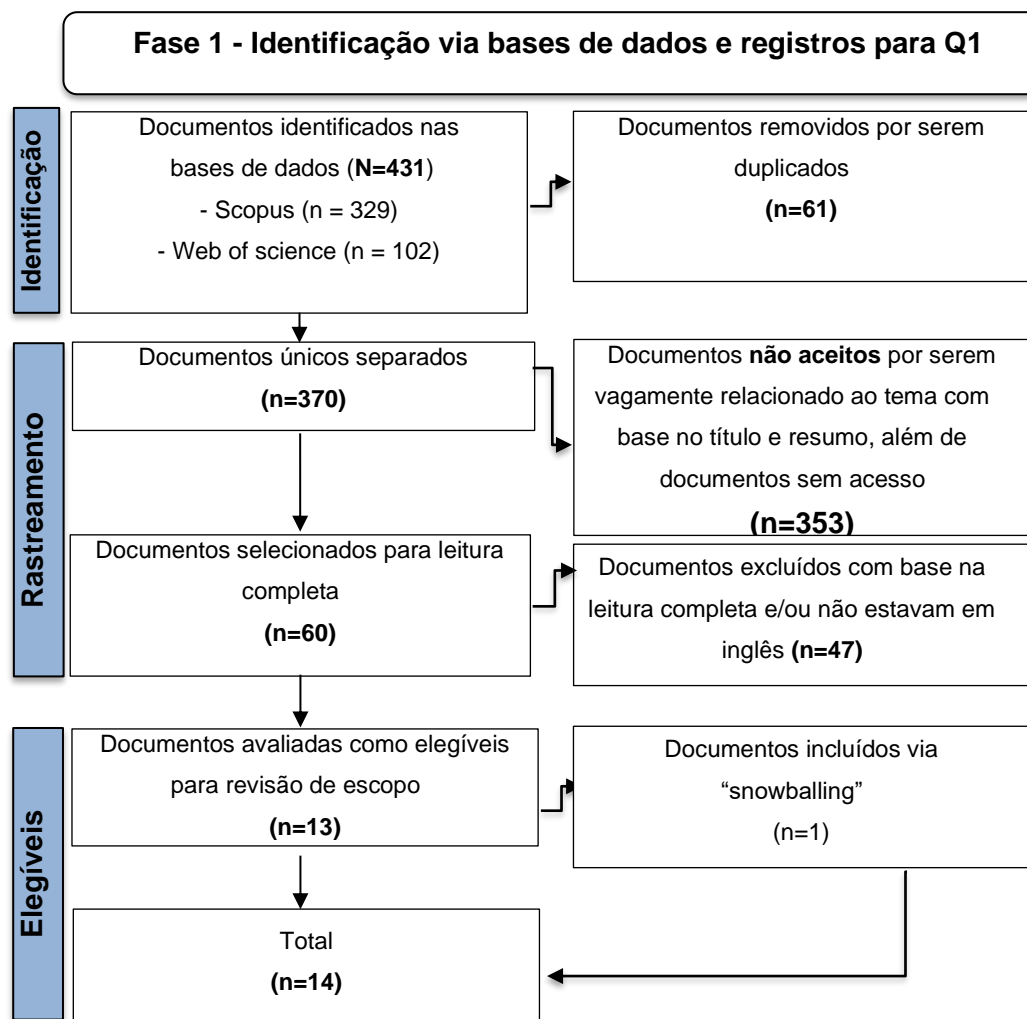 Fase 1 - Identificação via bases de dados e registros para Q1
Identificação
Documentos identificados nas
bases de dados (N=431)
- Scopus (n = 329)
- Web of science (n = 102)
Documentos removidos por serem
duplicados
(n=61)
Rastreamento
Documentos únicos separados
(n=370)
Documentos não aceitos por serem
vagamente relacionado ao tema com
base no título e resumo, além de
documentos sem acesso
(n=353)
Documentos selecionados para leitura
completa
(n=60)
Documentos excluídos com base na
leitura completa e/ou não estavam em
inglês (n=47)
Elegíveis
Documentos avaliadas como elegíveis
para revisão de escopo
(n=13)
Documentos incluídos via
“snowballing”
(n=1)
Total
(n=14)